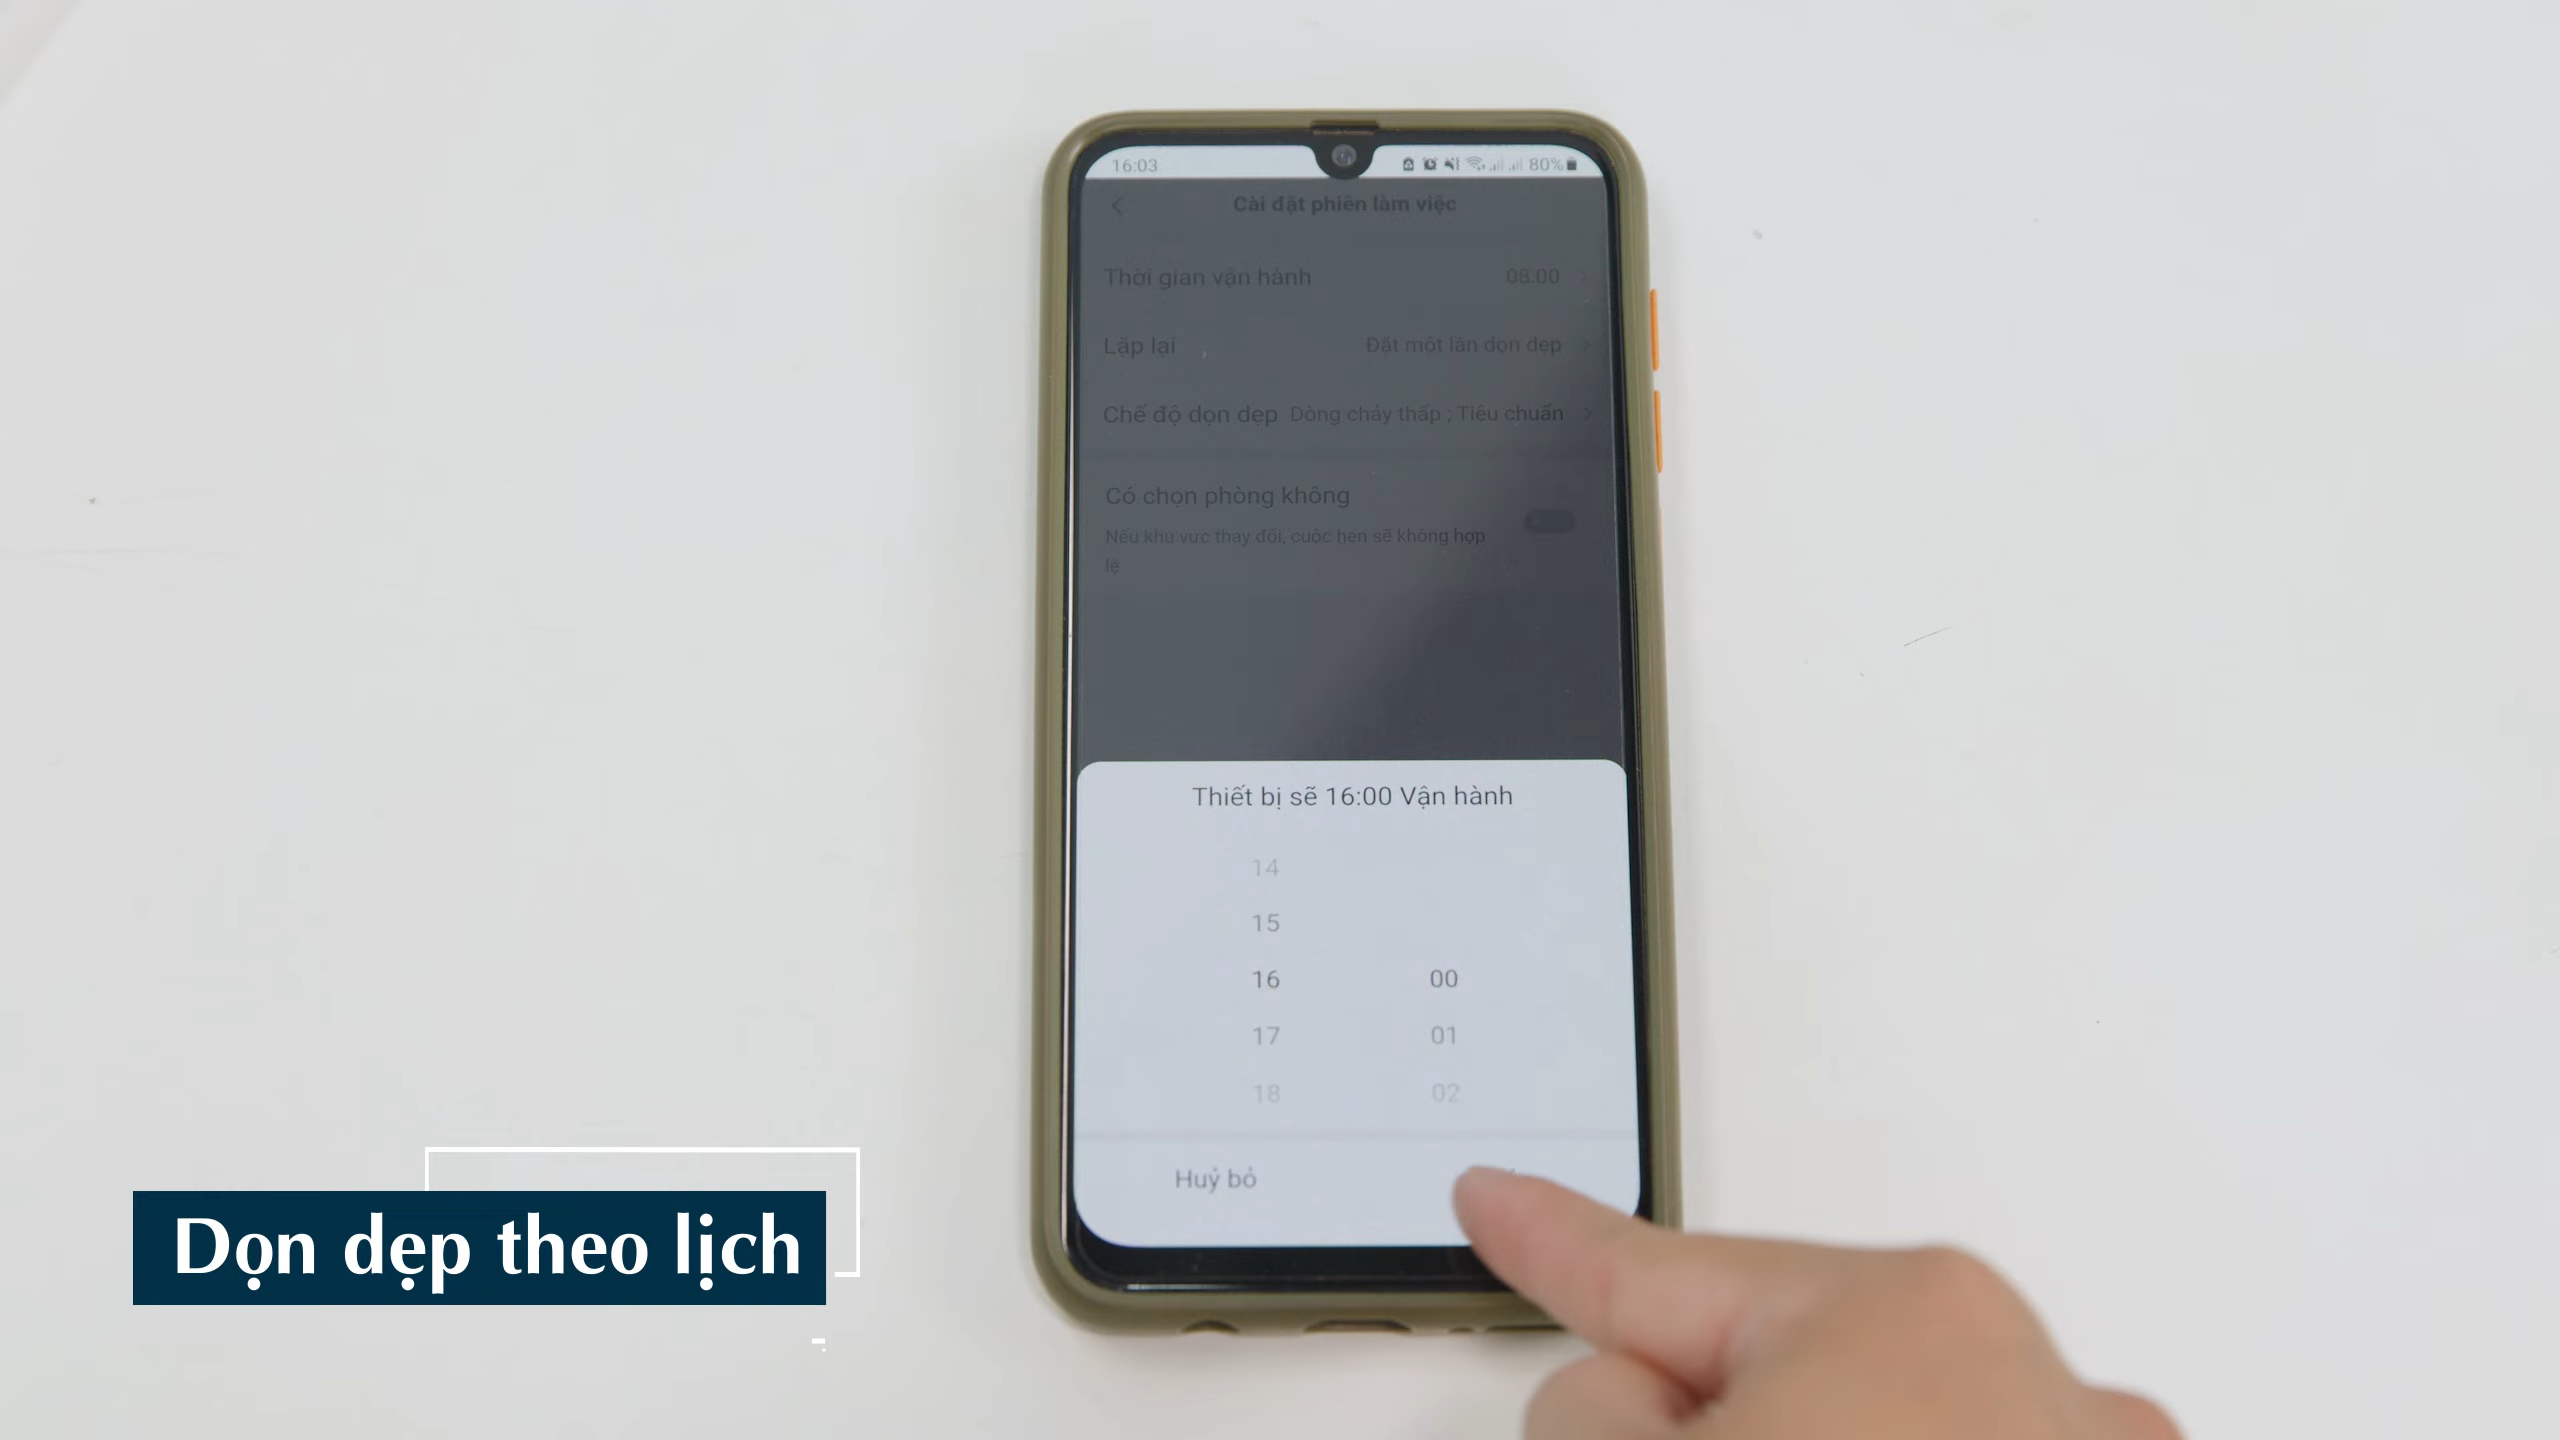 16:03
80%
Cài đặt phiên làm việc
Thời gian vận hành 08:00
Lặp lại Đặt một lần dọn dẹp
Chế độ dọn dẹp Dòng chảy thấp ; Tiêu chuẩn
Có chọn phòng không
Nếu khu vực thay đổi, cuộc hẹn sẽ không hợp
lệ
Thiết bị sẽ 16:00 Vận hành
14
15
16 00
17 01
18 02
Huỷ bỏ
Dọn dẹp theo lịch